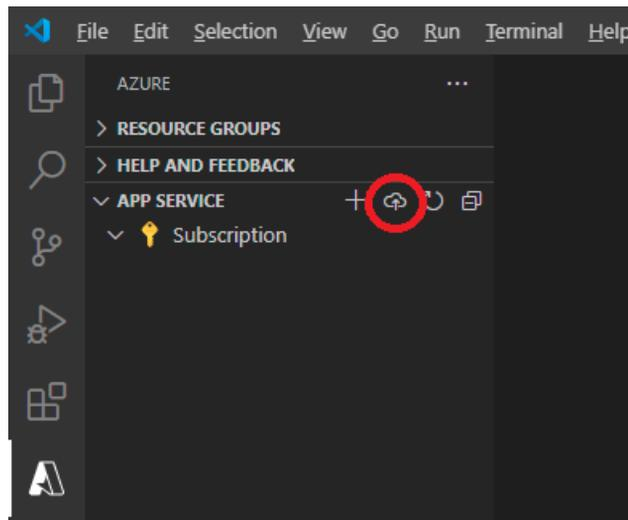 File Edit Selection View Go Run Terminal Help
AZURE
RESOURCE GROUPS
HELP AND FEEDBACK
APP SERVICE
Subscription